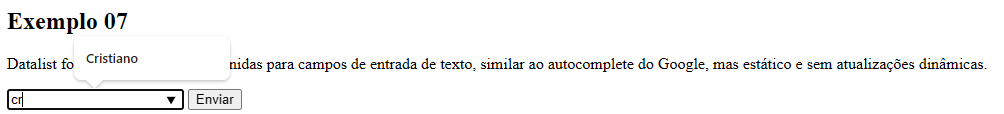 Exemplo 07
Cristiano
Datalist fo nidas para campos de entrada de texto, similar ao autocomplete do Google, mas estático e sem atualizações dinâmicas.
cr Enviar